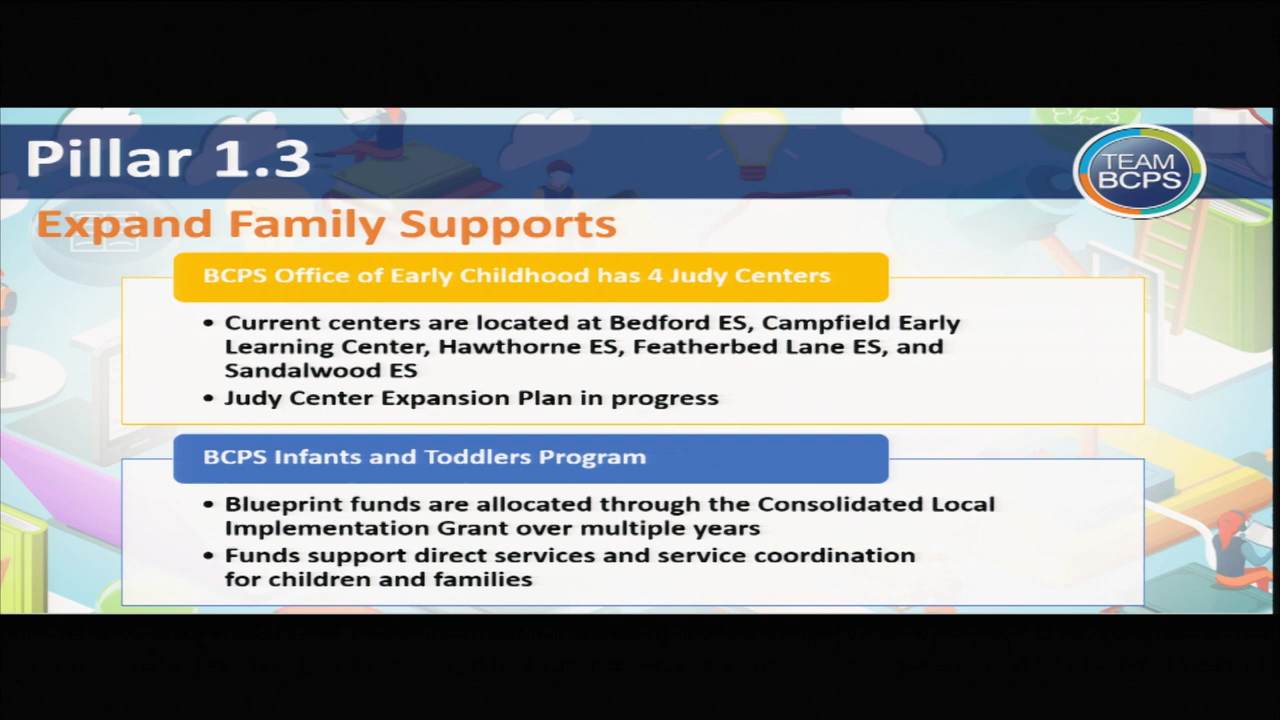 Pillar 1.3
TEAM
BCPS
Expand Family Supports
BCPS Office of Early Childhood has 4 Judy Centers
• Current centers are located at Bedford ES, Campfield Early
Learning Center, Hawthorne ES, Featherbed Lane ES, and
Sandalwood ES
• Judy Center Expansion Plan in progress
BCPS Infants and Toddlers Program
• Blueprint funds are allocated through the Consolidated Local
Implementation Grant over multiple years
• Funds support direct services and service coordination
for children and families